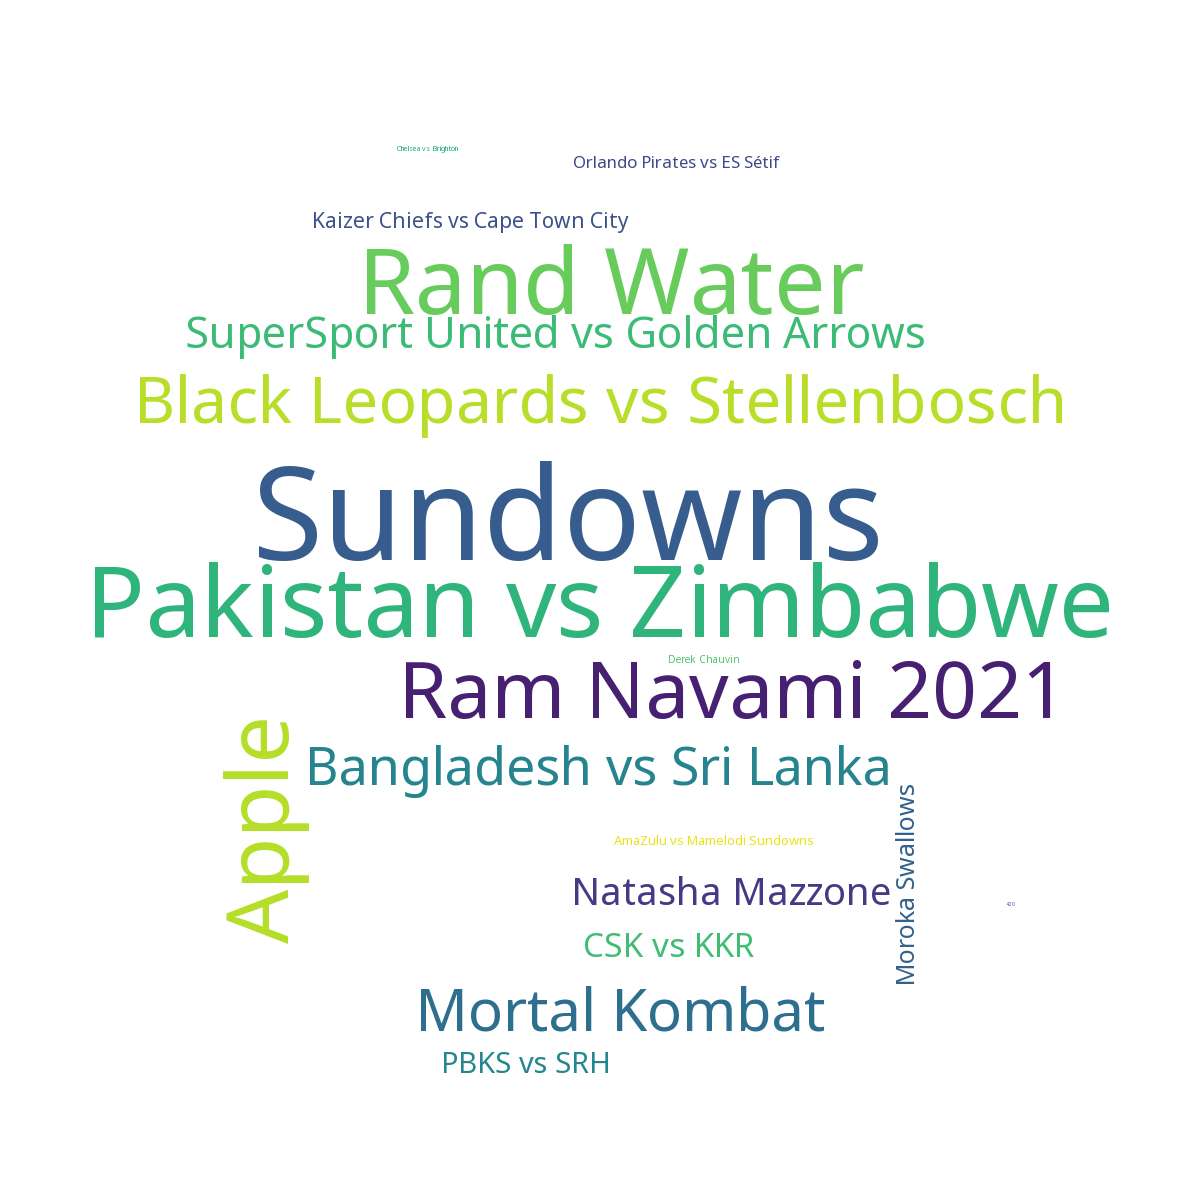 Chelsea vs Brighton
Orlando Pirates vs ES Sétif
Kaizer Chiefs vs Cape Town City
Rand Water
SuperSport United vs Golden Arrows
Black Leopards vs Stellenbosch
Sundowns
Pakistan vs Zimbabwe
Derek Chauvin
Ram Navami 2021
Apple
Bangladesh vs Sri Lanka
Moroka Swallows
AmaZulu vs Mamelodi Sundowns
Natasha Mazzone
420
CSK vs KKR
Mortal Kombat
PBKS vs SRH